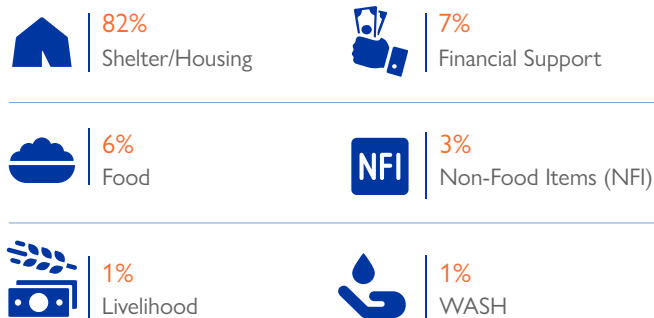 82%
Shelter/Housing
7%
Financial Support
6%
Food
NFI
3%
Non-Food Items (NFI)
1%
Livelihood
1%
WASH